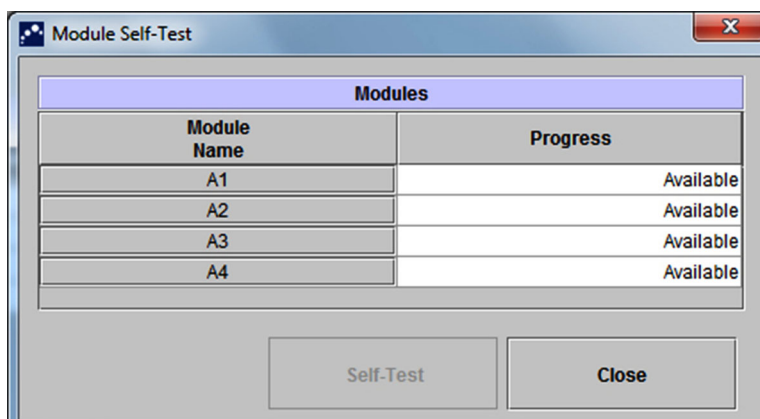 Module Self-Test
Modules
Module
Name
Progress
A1 Available
A2 Available
A3 Available
A4 Available
Self-Test Close